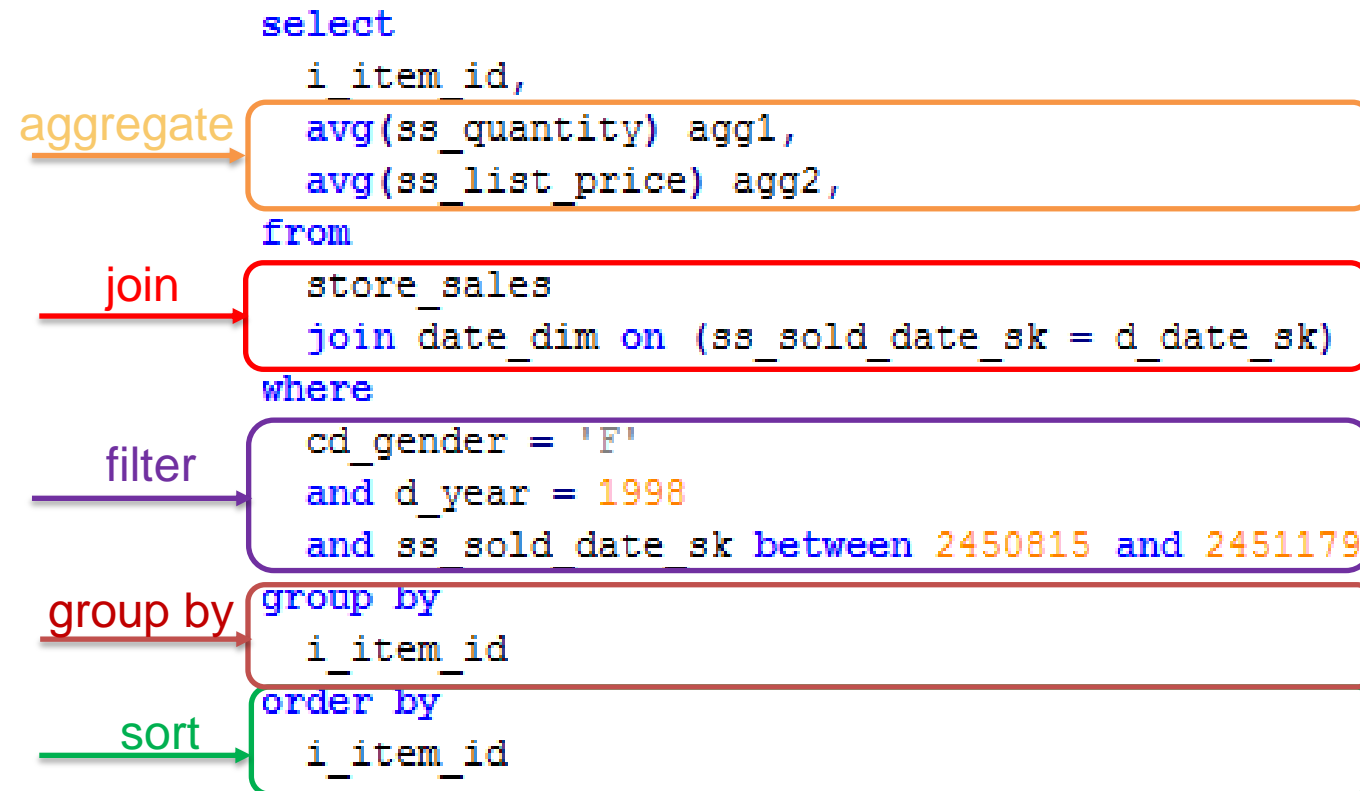 select
i_item_id,
aggregate
avg(ss_quantity) agg1,
avg(ss_list_price) agg2,
from
join
store_sales
join date_dim on (ss_sold_date_sk = d_date_sk)
where
filter
cd_gender = 'F'
and d_year = 1998
and ss_sold_date_sk between 2450815 and 2451179
group by
group by
i_item_id
order by
sort
i_item_id